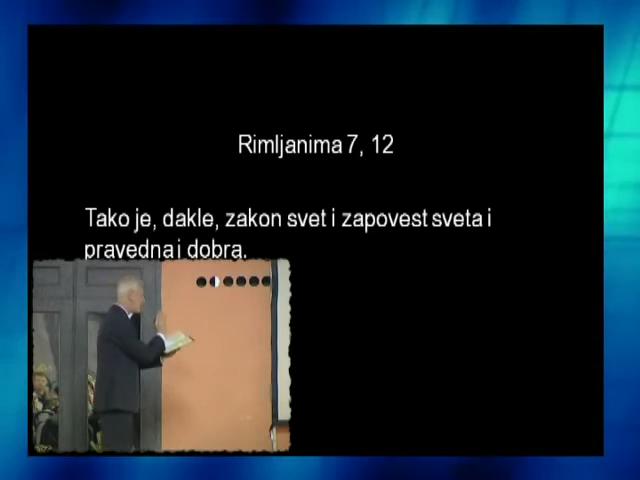 Rimljanima 7, 12
Tako je, dakle, zakon svet i zapovest sveta i
pravedna i dobra.